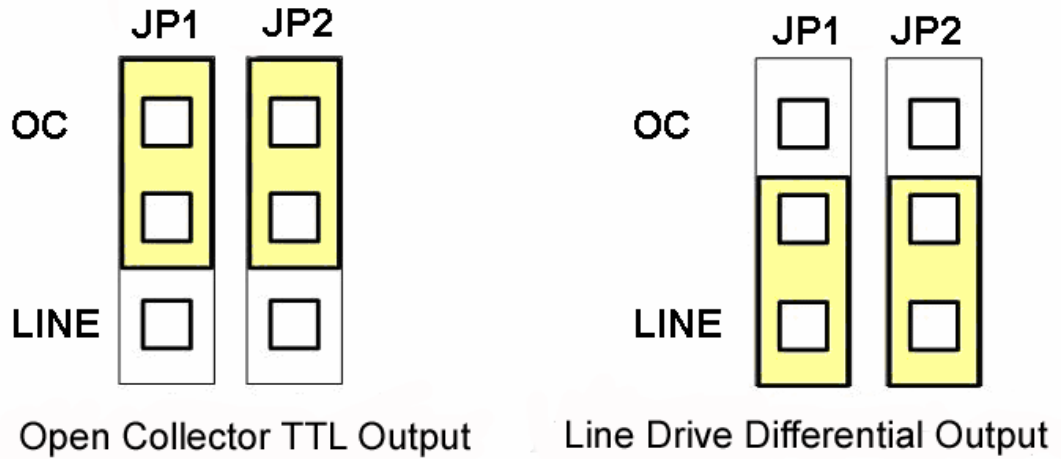 JP1 JP2
OC
LINE
Open Collector TTL Output
JP1 JP2
OC
LINE
Line Drive Differential Output